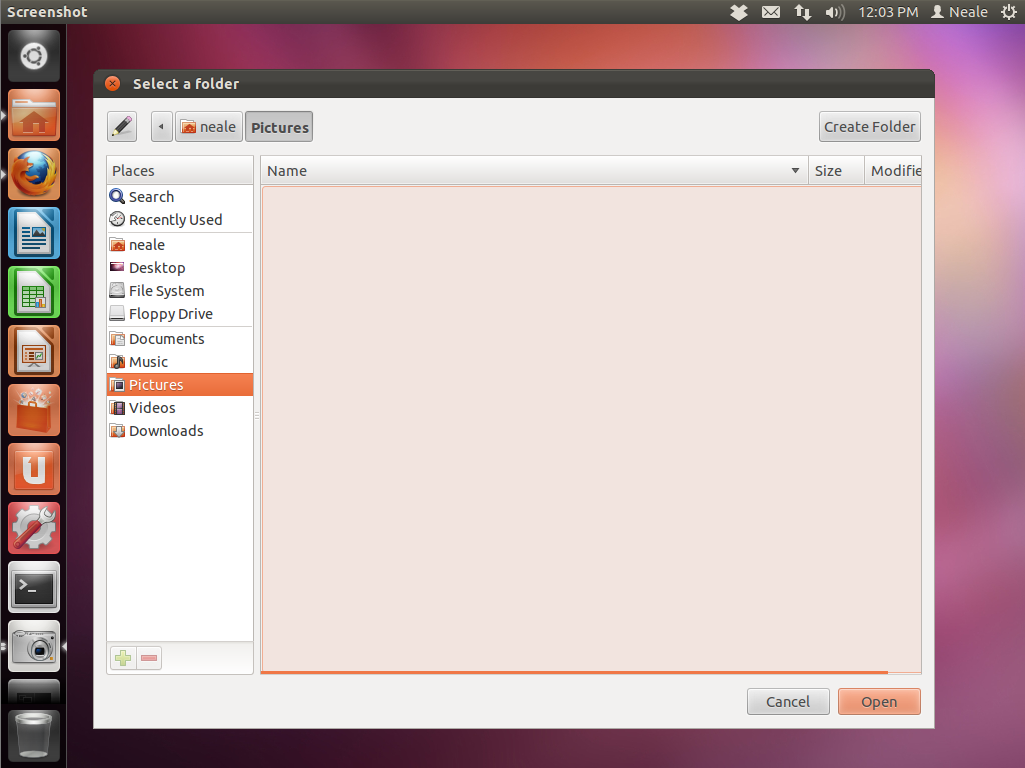 Screenshot 12:03 PM Neale
Select a folder
neale Pictures Create Folder
Places Name Size Modifie
Search
Recently Used
neale
Desktop
File System
Floppy Drive
Documents
Music
Pictures
Videos
Downloads
Cancel Open